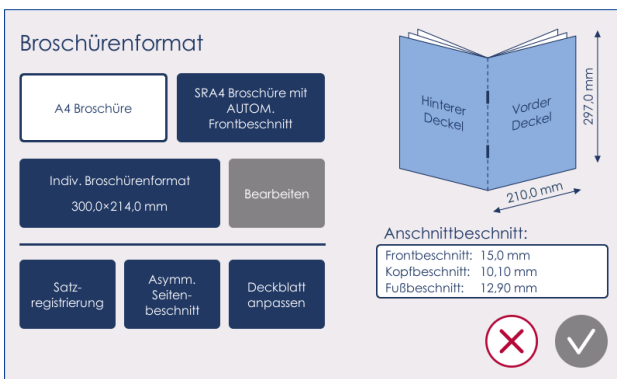 Broschürenformat
A4 Broschüre
SRA4 Broschüre mit
AUTOM.
Frontbeschnitt
Indiv. Broschürenformat
300,0×214,0 mm
Bearbeiten
Satz-
registrierung
Asymm.
Seiten-
beschnitt
Deckblatt
anpassen
Hinterer
Deckel
Vorder
Deckel
297,0 mm
210,0 mm
Anschnittbeschnitt:
Frontbeschnitt: 15,0 mm
Kopfbeschnitt: 10,10 mm
Fußbeschnitt: 12,90 mm